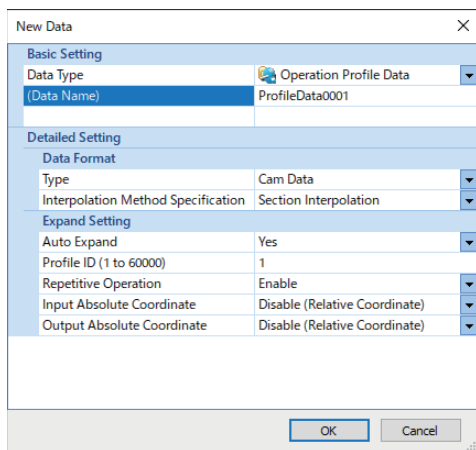 New Data
Basic Setting
Data Type Operation Profile Data
(Data Name) ProfileData0001
Detailed Setting
Data Format
Type Cam Data
Interpolation Method Specification Section Interpolation
Expand Setting
Auto Expand Yes
Profile ID (1 to 60000) 1
Repetitive Operation Enable
Input Absolute Coordinate Disable (Relative Coordinate)
Output Absolute Coordinate Disable (Relative Coordinate)
OK Cancel